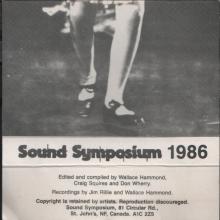 Sound Symposium 1986
Edited and compiled by Wallace Hammond,
Craig Squires and Don Wherry.
Recordings by Jim Rillie and Wallace Hammond.
Copyright is retained by artists. Reproduction discouraged.
Sound Symposium, 81 Circular Rd.,
St. John's, NF, Canada. A1C 2Z5